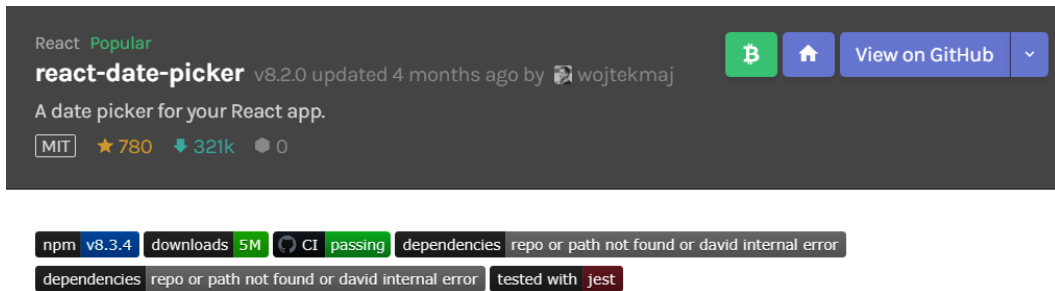 React Popular
react-date-picker v8.2.0 updated 4 months ago by wojtekmaj
View on GitHub
A date picker for your React app.
MIT 780 321k 0
npm v8.3.4 downloads 5M CI passing dependencies repo or path not found or david internal error
dependencies repo or path not found or david internal error tested with jest